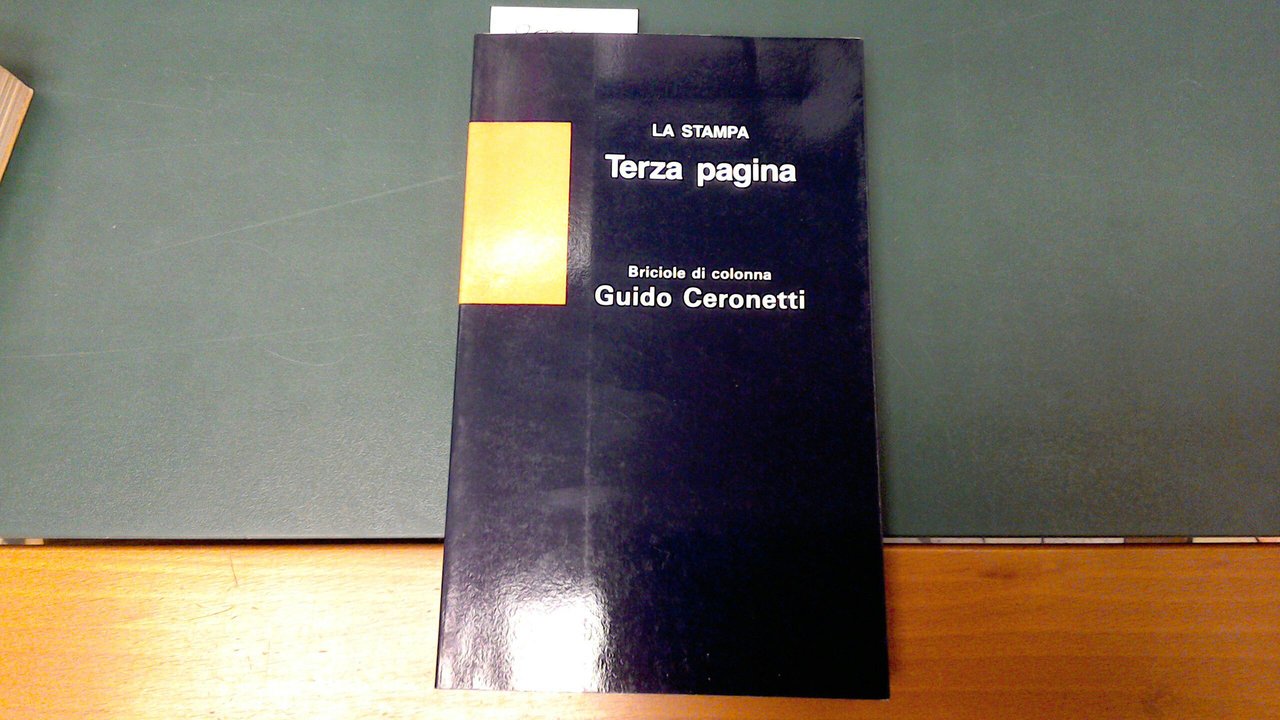 LA STAMPA
Terza pagina
Briciole di colonna
Guido Ceronetti